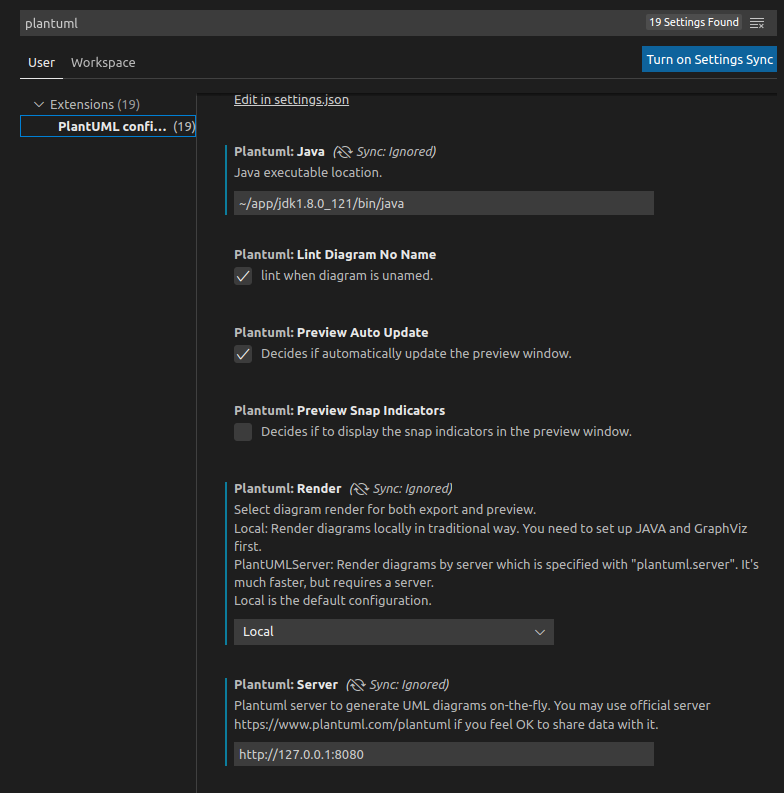 plantuml
19 Settings Found
User Workspace
Turn on Settings Sync
Extensions (19)
PlantUML confi... (19)
Edit in settings.json
Plantuml: Java (Sync: Ignored)
Java executable location.
~/app/jdk1.8.0_121/bin/java
Plantuml: Lint Diagram No Name
lint when diagram is unamed.
Plantuml: Preview Auto Update
Decides if automatically update the preview window.
Plantuml: Preview Snap Indicators
Decides if to display the snap indicators in the preview window.
Plantuml: Render (Sync: Ignored)
Select diagram render for both export and preview.
Local: Render diagrams locally in traditional way. You need to set up JAVA and GraphViz
first.
PlantUMLServer: Render diagrams by server which is specified with "plantuml.server". It's
much faster, but requires a server.
Local is the default configuration.
Local
Plantuml: Server (Sync: Ignored)
Plantuml server to generate UML diagrams on-the-fly. You may use official server
https://www.plantuml.com/plantuml if you feel OK to share data with it.
http://127.0.0.1:8080